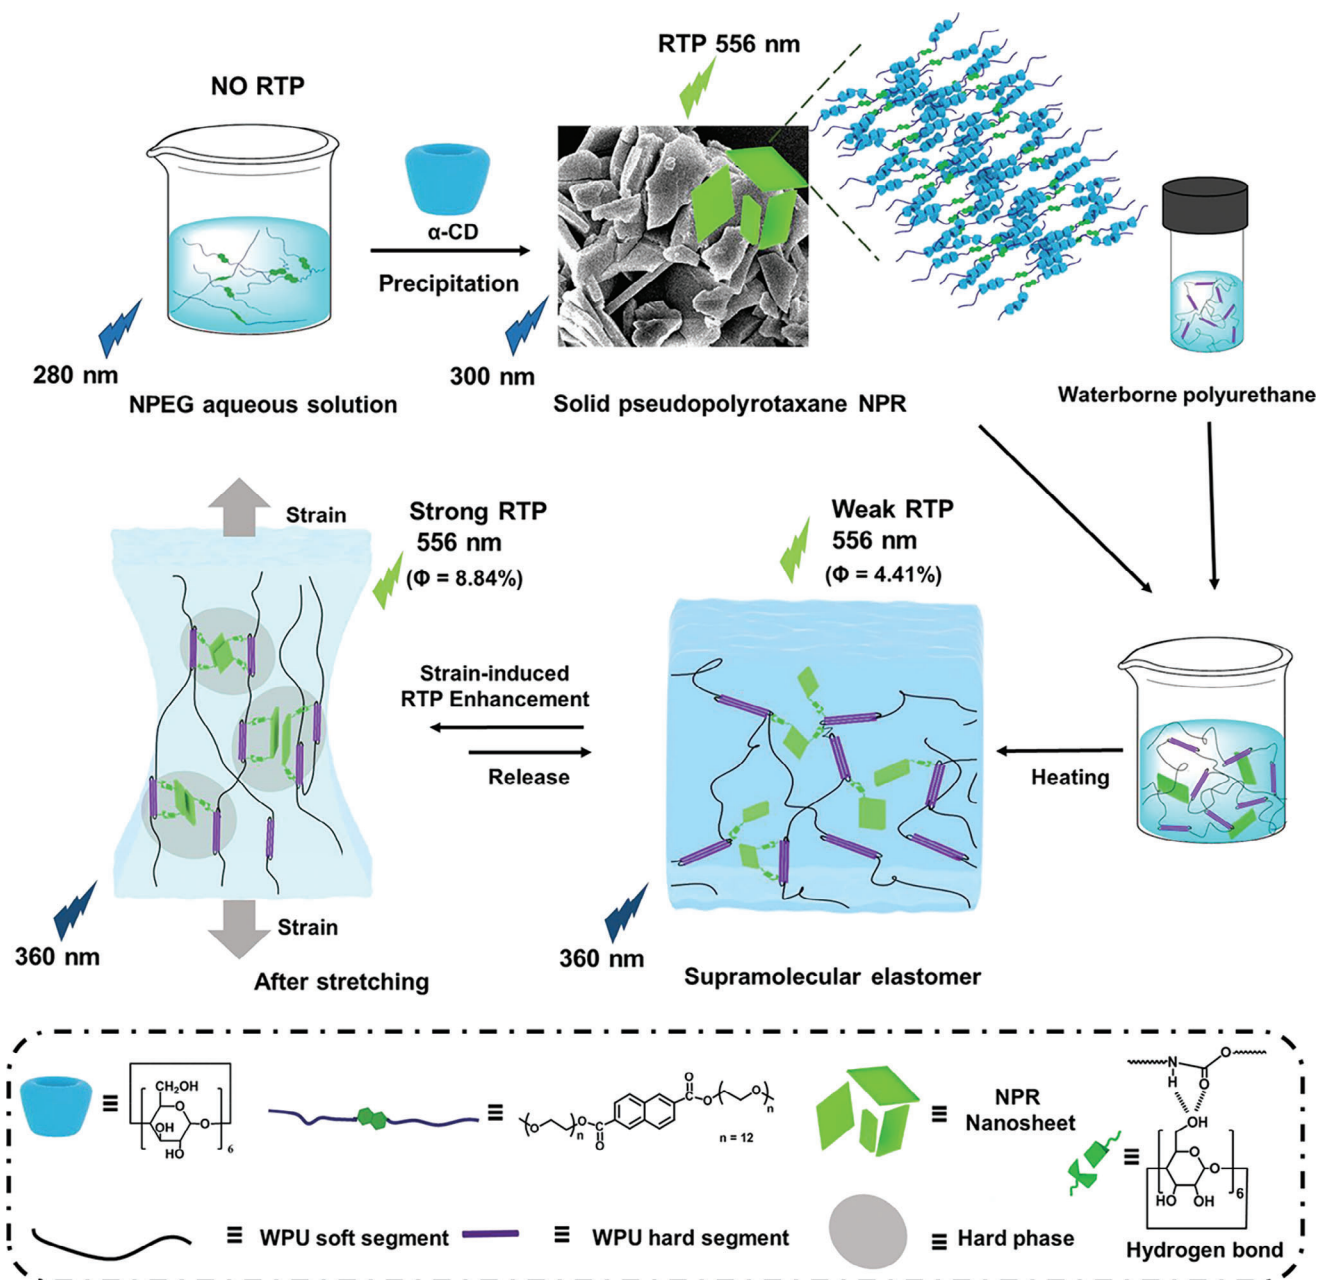 NO RTP
RTP 556 nm
α-CD
Precipitation
280 nm
300 nm
NPEG aqueous solution
Solid pseudopolyrotaxane NPR
Waterborne polyurethane
Strain
Strong RTP
556 nm
(Φ = 8.84%)
Weak RTP
556 nm
(Φ = 4.41%)
Strain-induced
RTP Enhancement
Release
Heating
Strain
360 nm
360 nm
After stretching
Supramolecular elastomer
≡
CH2OH
O
OH
O
HO
6
≡
O
n
O
O
O
O
O
n
n = 12
≡
NPR
Nanosheet
≡
N
H
O
O
OH
O
O
HO
OH
6
Hydrogen bond
≡ WPU soft segment
≡ WPU hard segment
≡ Hard phase